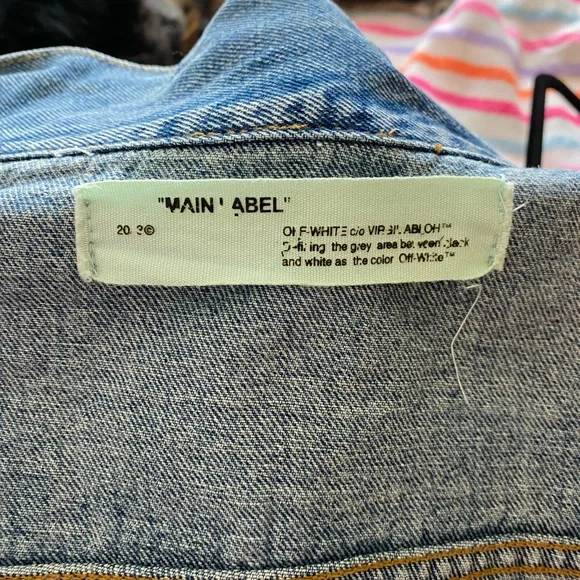 "MAIN LABEL"
20 3©
OFF-WHITE c/o VIRGIL ABLOH™
Defining the grey area between black
and white as the color Off-White™